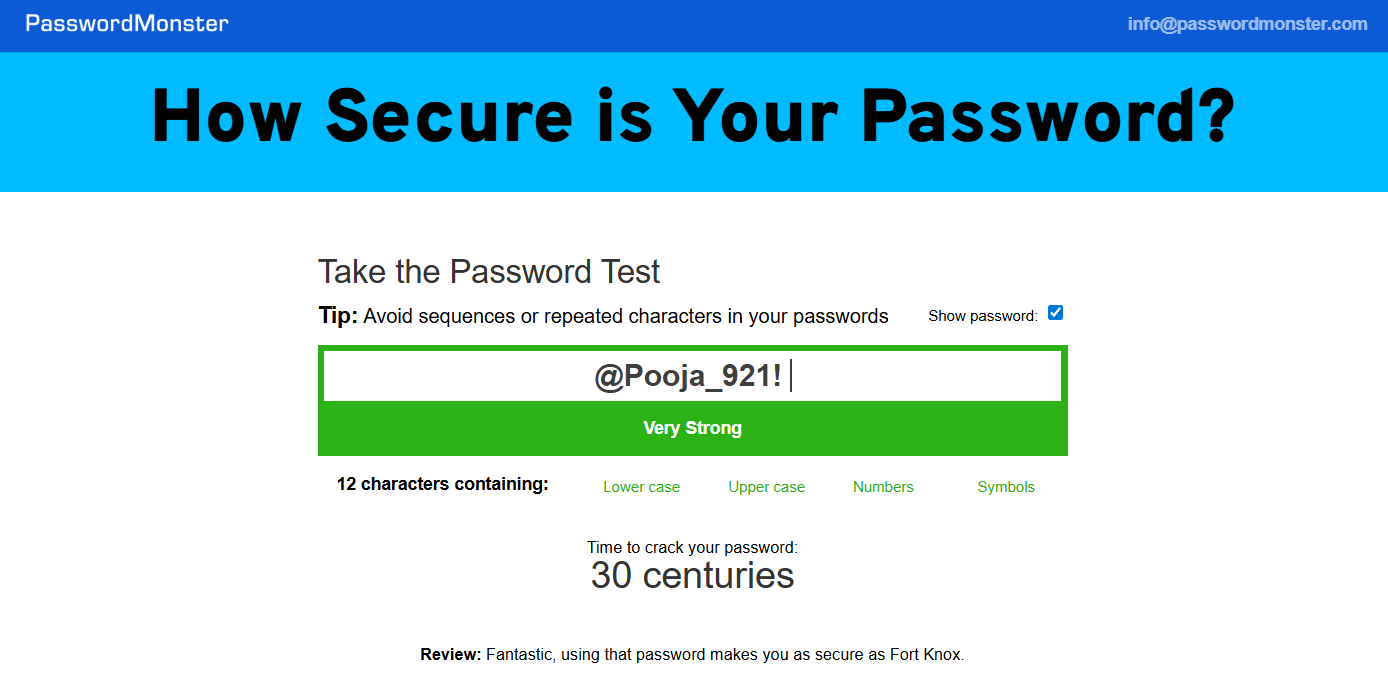 PasswordMonster
info@passwordmonster.com
How Secure is Your Password?
Take the Password Test
Tip: Avoid sequences or repeated characters in your passwords
Show password:
@Pooja_921!
Very Strong
12 characters containing:
Lower case
Upper case
Numbers
Symbols
Time to crack your password:
30 centuries
Review: Fantastic, using that password makes you as secure as Fort Knox.